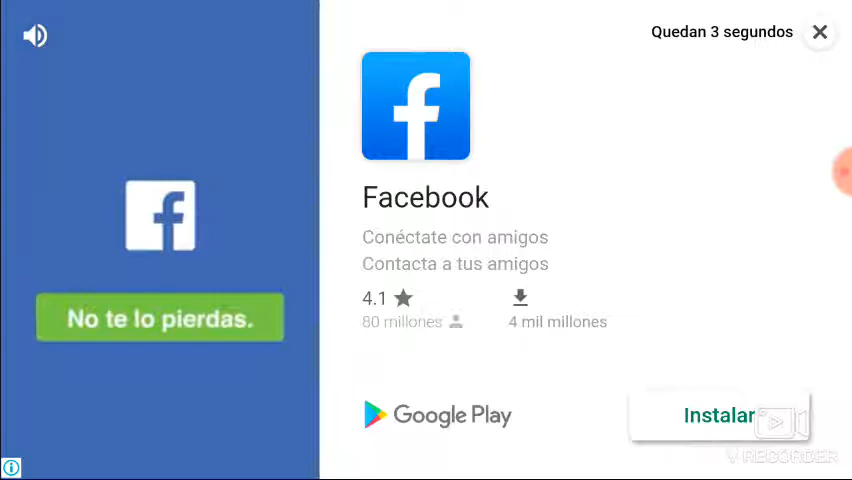 Quedan 3 segundos
Facebook
Conéctate con amigos
Contacta a tus amigos
4.1
80 millones
4 mil millones
No te lo pierdas.
Google Play
Instalar
RECORDER